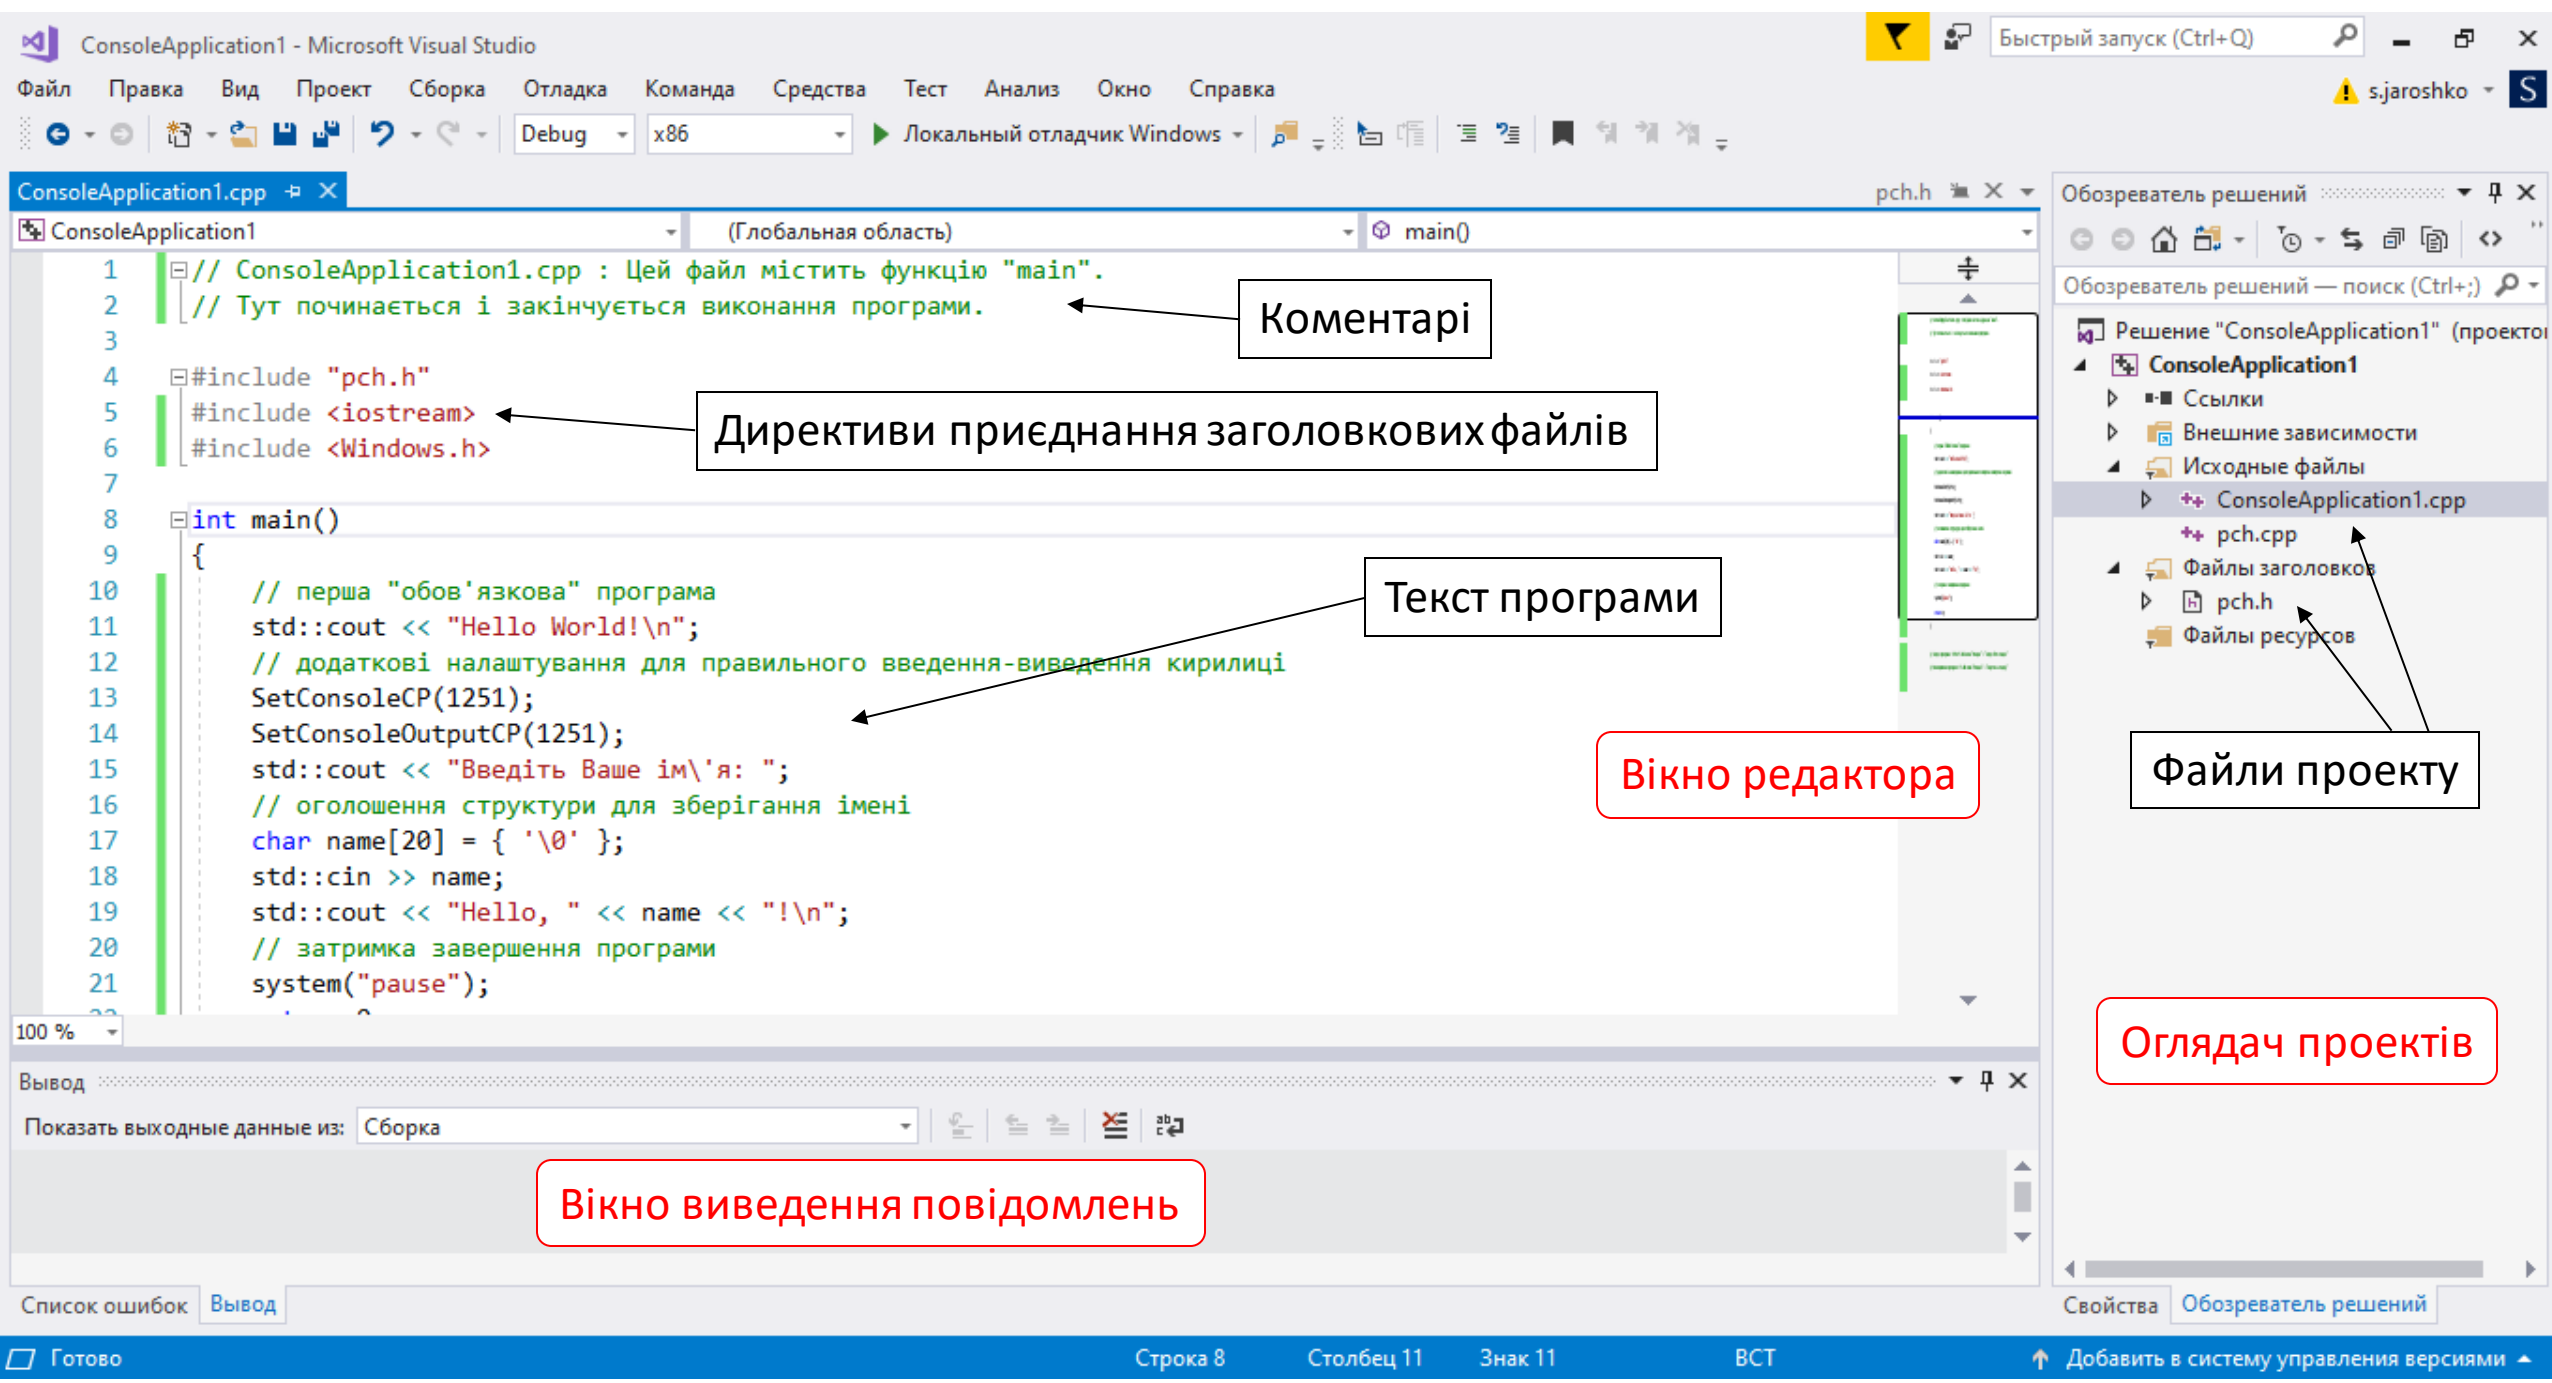 ConsoleApplication1 - Microsoft Visual Studio
Быстрый запуск (Ctrl+Q)
Файл Правка Вид Проект Сборка Отладка Команда Средства Тест Анализ Окно Справка
s.jaroshko S
Debug x86 Локальный отладчик Windows
ConsoleApplication1.cpp
pch.h
Обозреватель решений
ConsoleApplication1 (Глобальная область) main()
1 // ConsoleApplication1.cpp : Цей файл містить функцію "main".
2 // Тут починається і закінчується виконання програми.
3
4 #include "pch.h"
5 #include <iostream>
6 #include <Windows.h>
7
8 int main()
9 {
10 // перша "обов'язкова" програма
11 std::cout << "Hello World!\n";
12 // додаткові налаштування для правильного введення-виведення кирилиці
13 SetConsoleCP(1251);
14 SetConsoleOutputCP(1251);
15 std::cout << "Введіть Ваше ім\'я: ";
16 // оголошення структури для зберігання імені
17 char name[20] = { '\0' };
18 std::cin >> name;
19 std::cout << "Hello, " << name << "!\n";
20 // затримка завершення програми
21 system("pause");
100 %
Коментарі
Директиви приєднання заголовкових файлів
Текст програми
Вікно редактора
Обозреватель решений — поиск (Ctrl+;)
Решение "ConsoleApplication1" (проектов
ConsoleApplication1
Ссылки
Внешние зависимости
Исходные файлы
ConsoleApplication1.cpp
pch.cpp
Файлы заголовков
pch.h
Файлы ресурсов
Файли проекту
Оглядач проектів
Вывод
Показать выходные данные из: Сборка
Вікно виведення повідомлень
Список ошибок Вывод
Свойства Обозреватель решений
Готово Строка 8 Столбец 11 Знак 11 ВСТ Добавить в систему управления версиями